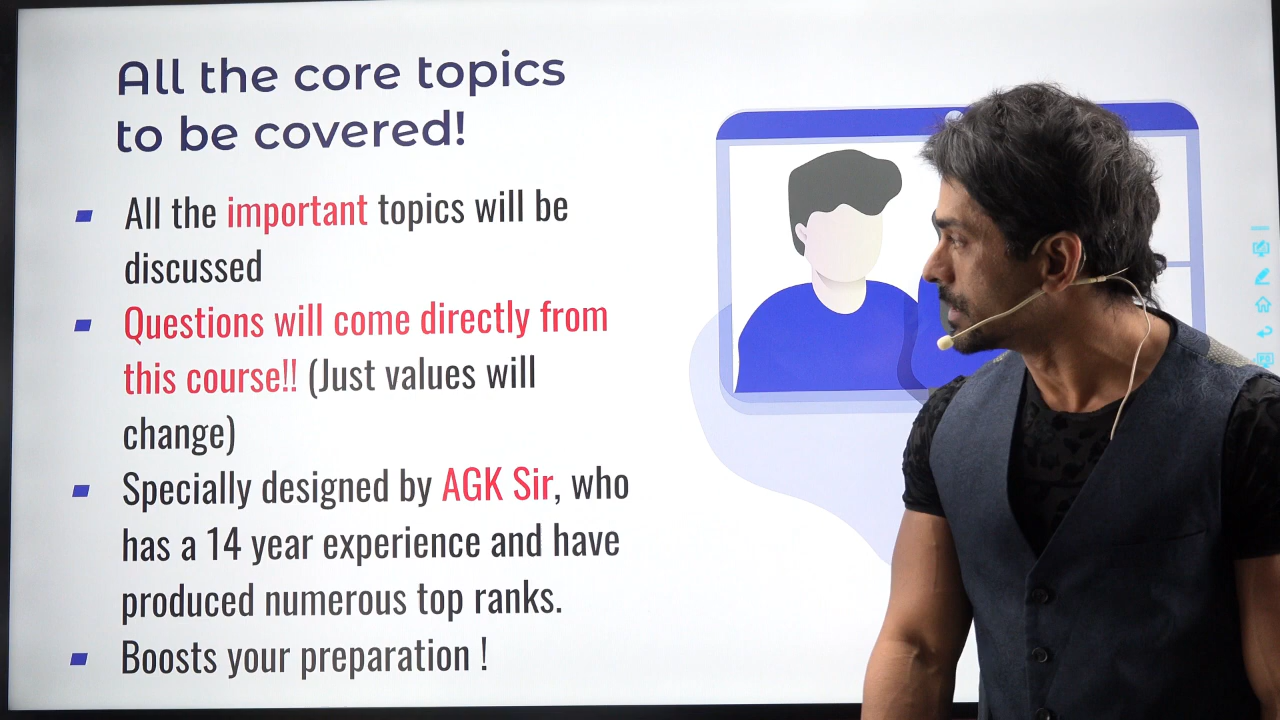 All the core topics
to be covered!
All the important topics will be
discussed
Questions will come directly from
this course!! (Just values will
change)
Specially designed by AGK Sir, who
has a 14 year experience and have
produced numerous top ranks.
Boosts your preparation !